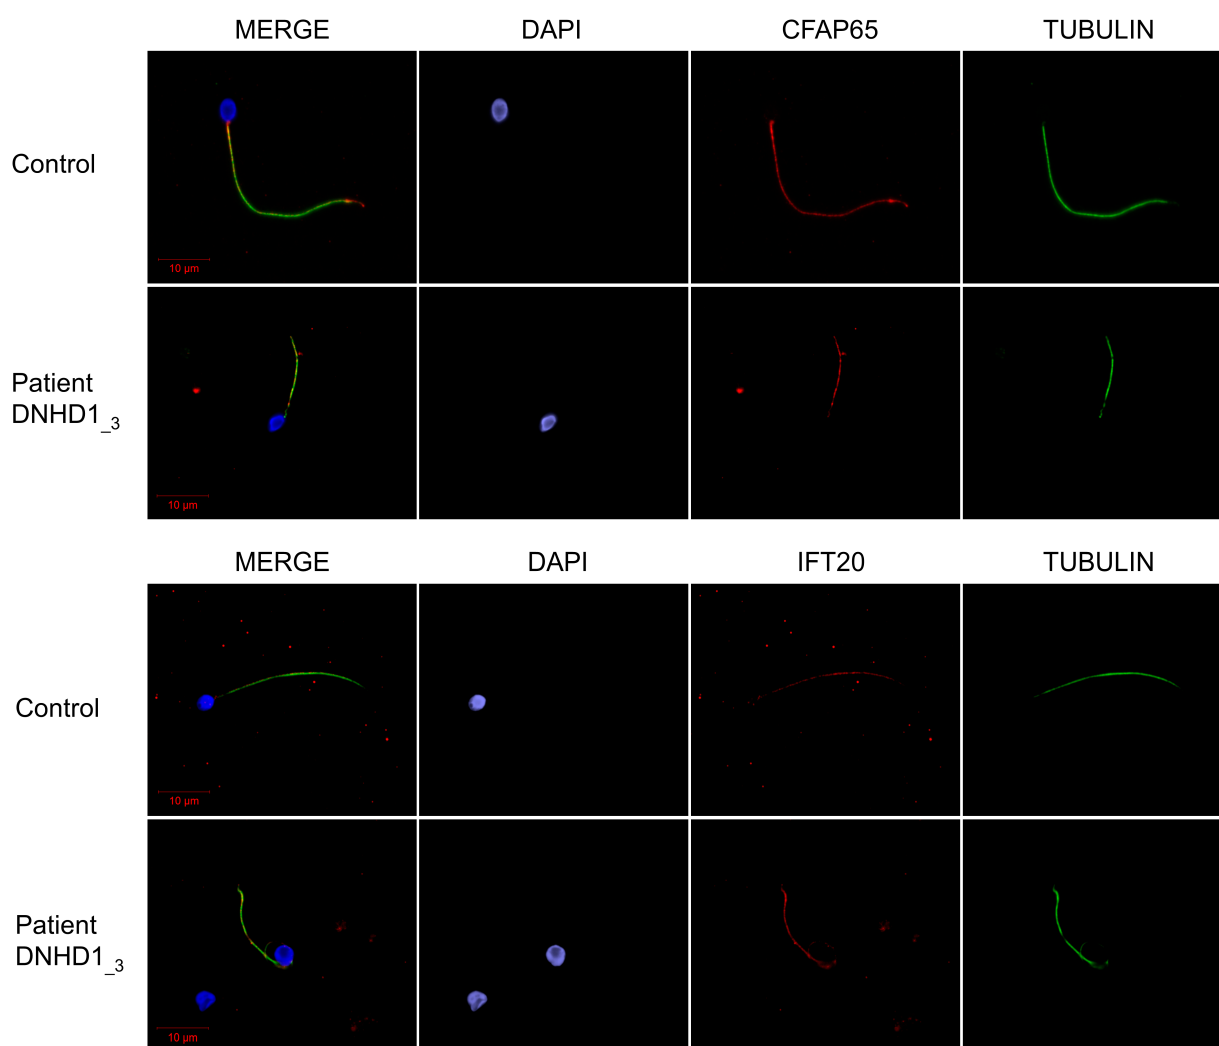 MERGE DAPI CFAP65 TUBULIN
Control
10 µm
Patient
DNHD1_3
10 µm
MERGE DAPI IFT20 TUBULIN
Control
10 µm
Patient
DNHD1_3
10 µm